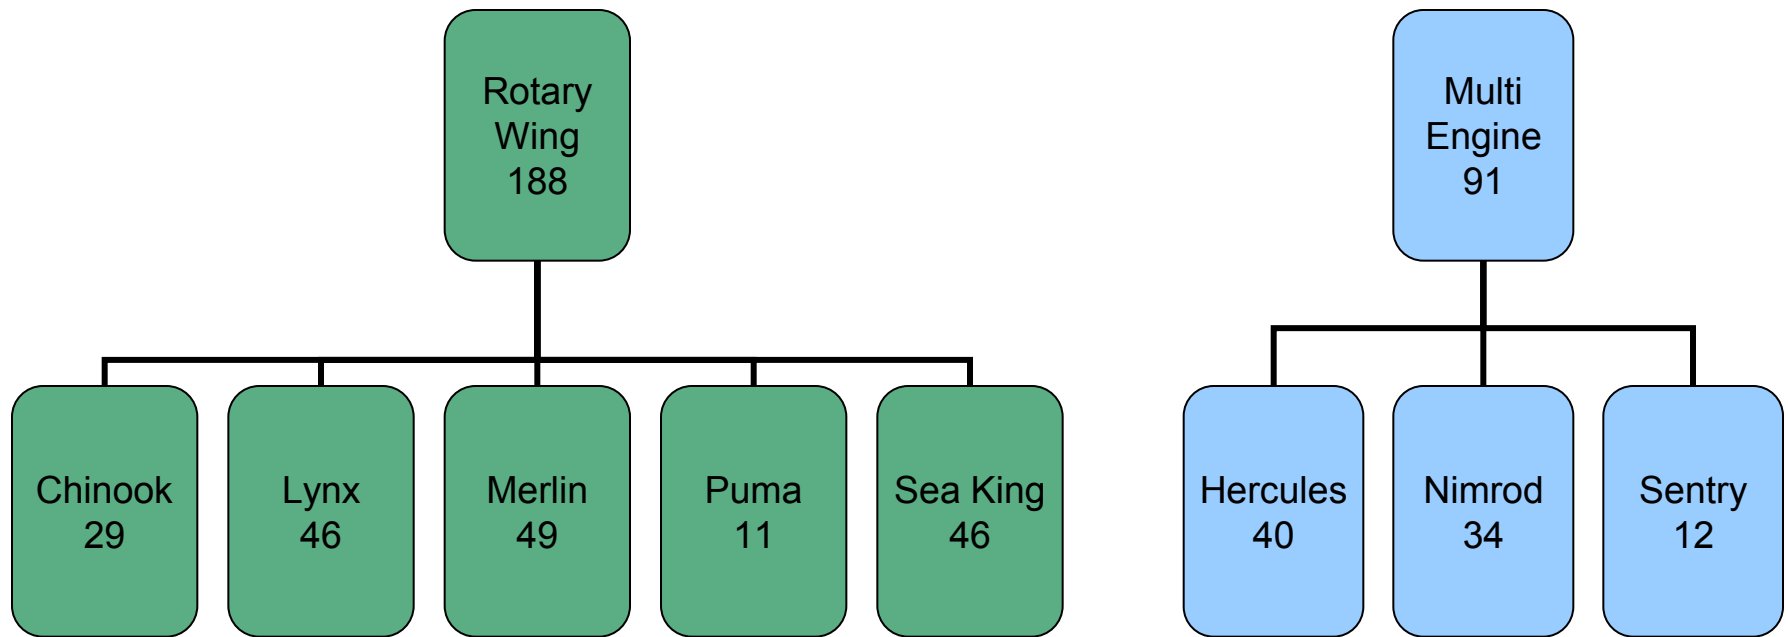 Rotary
Wing
188
Multi
Engine
91
Chinook
29
Lynx
46
Merlin
49
Puma
11
Sea King
46
Hercules
40
Nimrod
34
Sentry
12